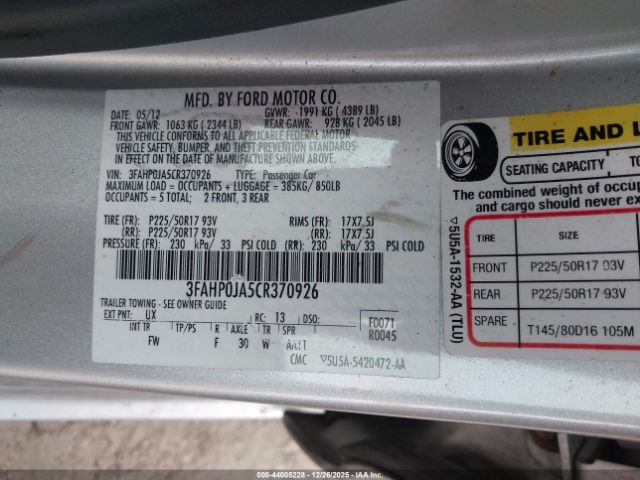 MFD. BY FORD MOTOR CO.
DATE: 05/12 GVWR: 1991 KG ( 4389 LB)
FRONT GAWR: 1063 KG ( 2344 LB) REAR GAWR: 928 KG ( 2045 LB)
THIS VEHICLE CONFORMS TO ALL APPLICABLE FEDERAL MOTOR
VEHICLE SAFETY, BUMPER, AND THEFT PREVENTION STANDARDS
IN EFFECT ON THE DATE OF MANUFACTURE SHOWN ABOVE.
VIN: 3FAHP0JA5CR370926 TYPE: Passenger Car
MAXIMUM LOAD = OCCUPANTS + LUGGAGE = 385KG/ 850LB
OCCUPANTS = 5 TOTAL; 2 FRONT, 3 REAR
TIRE (FR): P225/50R17 93V RIMS (FR): 17X7.5J
(RR): P225/50R17 93V (RR): 17X7.5J
PRESSURE (FR): 230 kPa/ 33 PSI COLD (RR): 230 kPa/ 33 PSI COLD
3FAHP0JA5CR370926
TRAILER TOWING - SEE OWNER GUIDE
EXT PNT: UX RC: 13 DSO: F0071
R0045
INT TR TP/PS R AXLE TR SPR
FW F 30 W AA11
CMC ▽5U5A-5420472-AA
▽5U5A-1532-AA (TLU)
TIRE AND L
SEATING CAPACITY TO
The combined weight of occu
and cargo should never ex
TIRE SIZE
FRONT P225/50R17 93V
REAR P225/50R17 93V
SPARE T145/80D16 105M
000-44005228 - 12/26/2025 - IAAI.COM